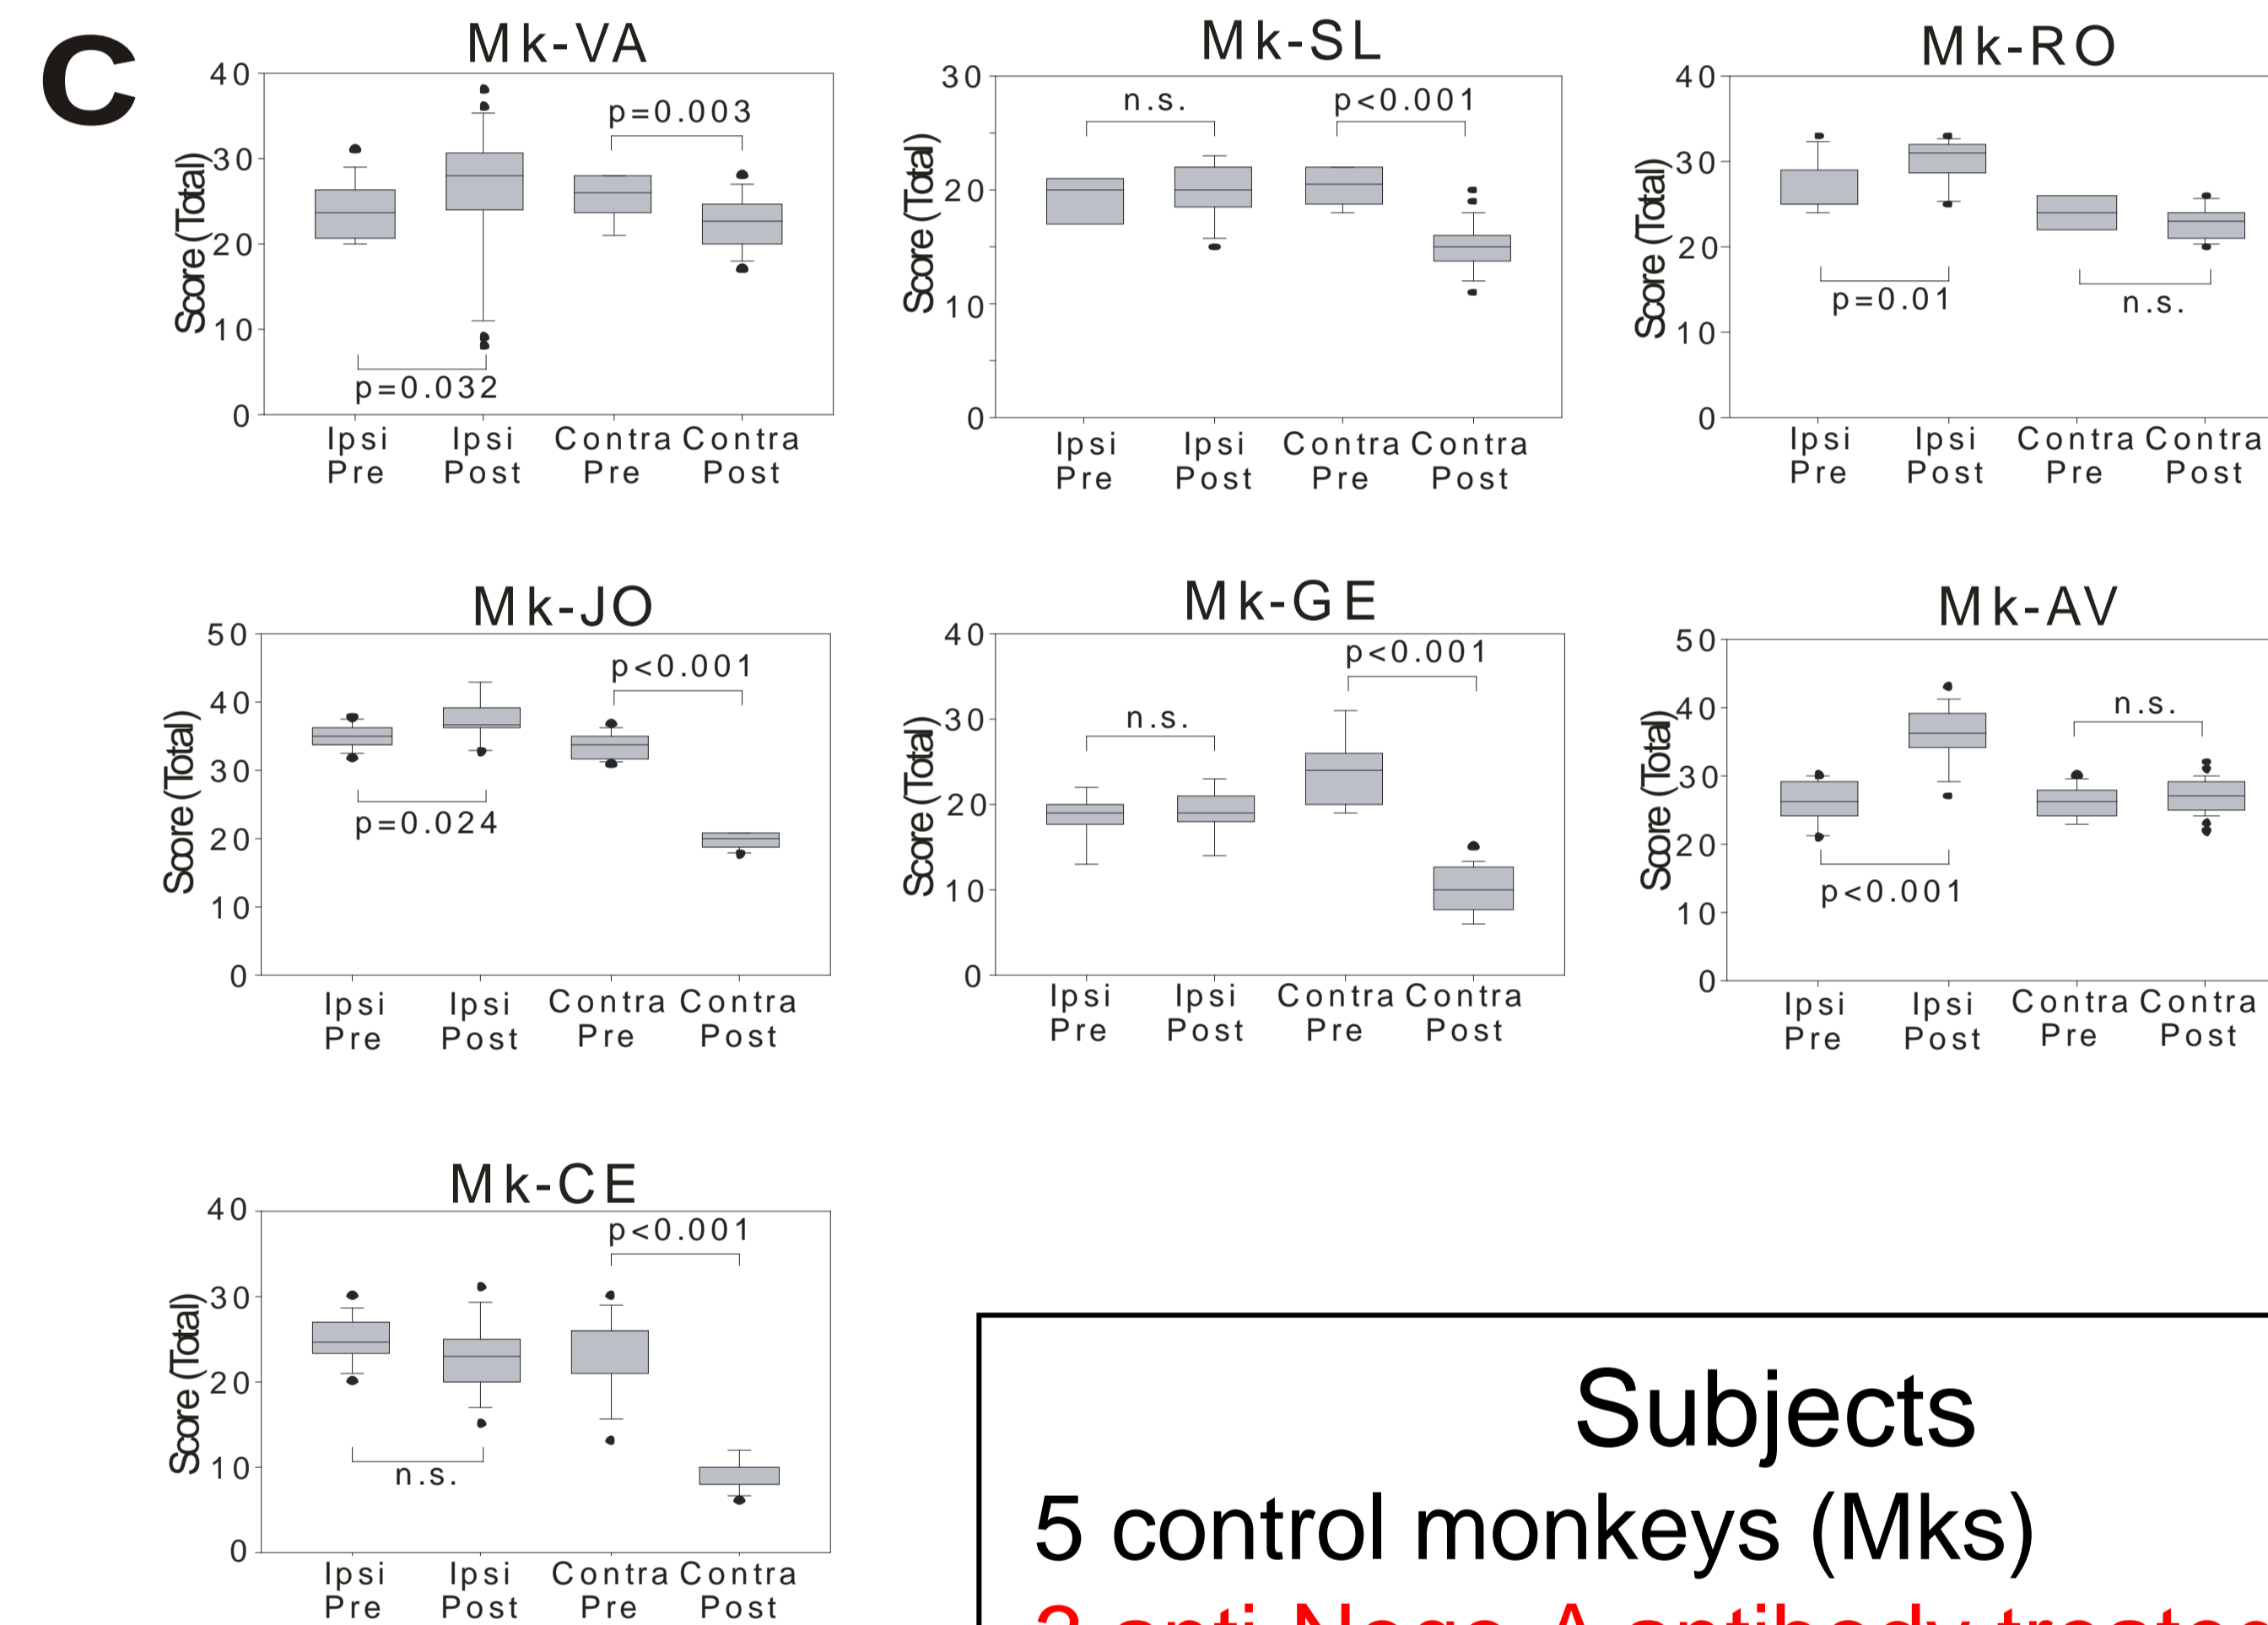 C
Mk-VA
Score (Total)
40
30
20
10
0
p=0.003
p=0.032
Ipsi Ipsi Contra Contra
Pre Post Pre Post
Mk-SL
Score (Total)
30
20
10
0
n.s.
p<0.001
Ipsi Ipsi Contra Contra
Pre Post Pre Post
Mk-RO
Score (Total)
40
30
20
10
0
p=0.01
n.s.
Ipsi Ipsi Contra Contra
Pre Post Pre Post
Mk-JO
Score (Total)
50
40
30
20
10
0
p<0.001
p=0.024
Ipsi Ipsi Contra Contra
Pre Post Pre Post
Mk-GE
Score (Total)
40
30
20
10
0
p<0.001
n.s.
Ipsi Ipsi Contra Contra
Pre Post Pre Post
Mk-AV
Score (Total)
50
40
30
20
10
0
n.s.
p<0.001
Ipsi Ipsi Contra Contra
Pre Post Pre Post
Mk-CE
Score (Total)
40
30
20
10
0
p<0.001
n.s.
Ipsi Ipsi Contra Contra
Pre Post Pre Post
Subjects
5 control monkeys (Mks)
anti-Nogo-A antibody